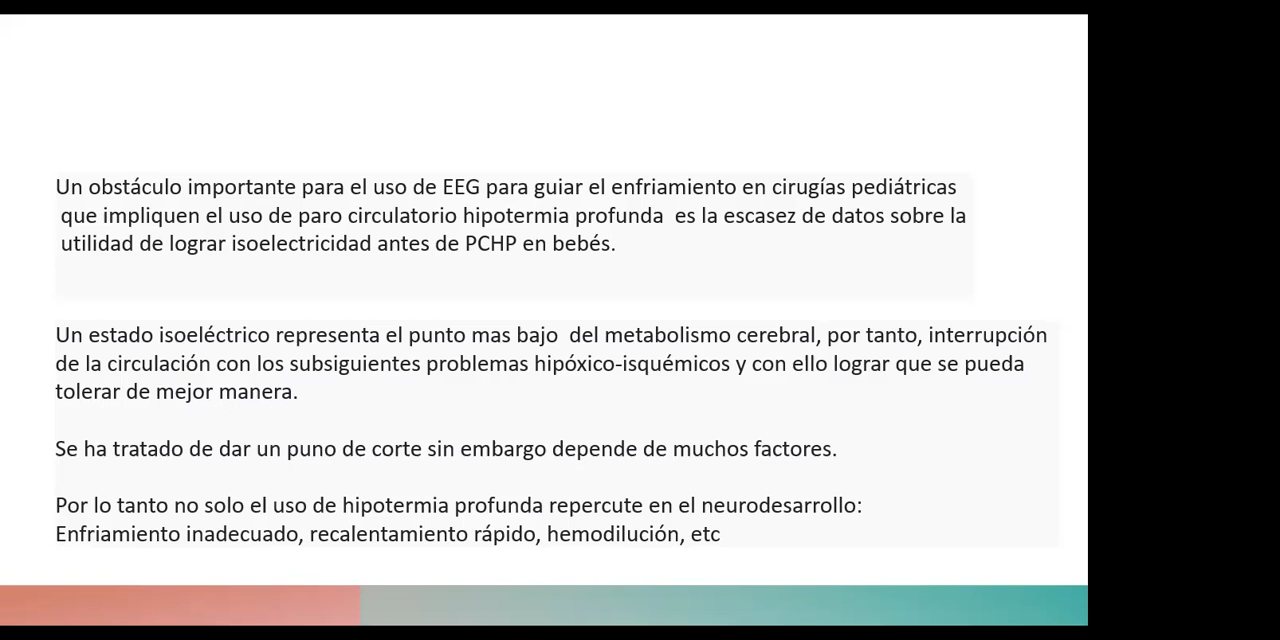 Un obstáculo importante para el uso de EEG para guiar el enfriamiento en cirugías pediátricas
que impliquen el uso de paro circulatorio hipotermia profunda es la escasez de datos sobre la
utilidad de lograr isoelectricidad antes de PCHP en bebés.
Un estado isoeléctrico representa el punto mas bajo del metabolismo cerebral, por tanto, interrupción
de la circulación con los subsiguientes problemas hipóxico-isquémicos y con ello lograr que se pueda
tolerar de mejor manera.
Se ha tratado de dar un puno de corte sin embargo depende de muchos factores.
Por lo tanto no solo el uso de hipotermia profunda repercute en el neurodesarrollo:
Enfriamiento inadecuado, recalentamiento rápido, hemodilución, etc